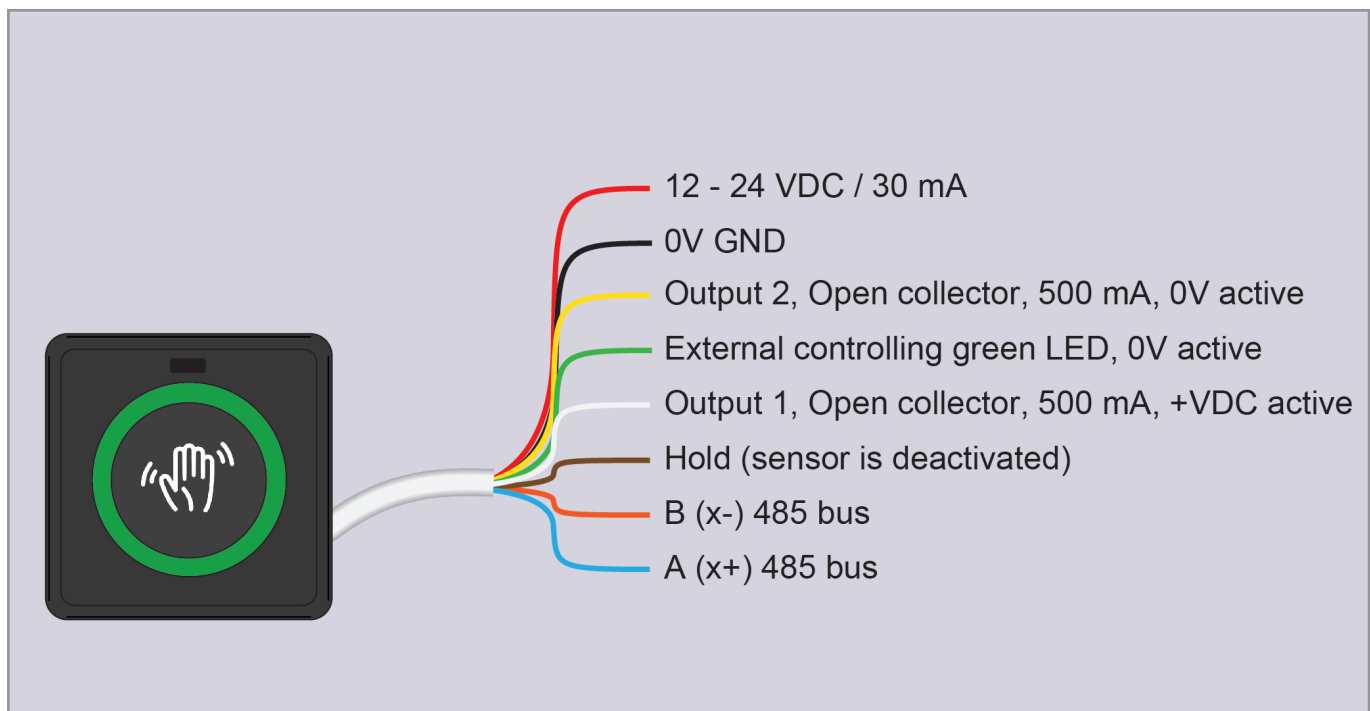 12 - 24 VDC / 30 mA
0V GND
Output 2, Open collector, 500 mA, 0V active
External controlling green LED, 0V active
Output 1, Open collector, 500 mA, +VDC active
Hold (sensor is deactivated)
B (x-) 485 bus
A (x+) 485 bus